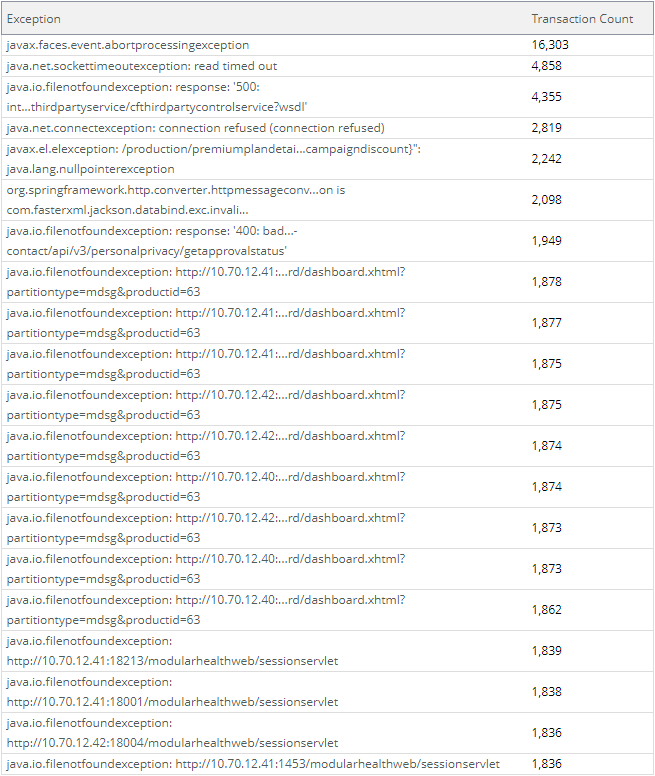 Exception Transaction Count
javax.faces.event.abortprocessingexception 16,303
java.net.sockettimeoutexception: read timed out 4,858
java.io.filenotfoundexception: response: '500:
int...thirdpartyservice/cfthirdpartycontrolservice?wsdl' 4,355
java.net.connectexception: connection refused (connection refused) 2,819
javax.el.elexception: /production/premiumplandetai...campaigndiscount}":
java.lang.nullpointerexception 2,242
org.springframework.http.converter.httpmessageconv...on is
com.fasterxml.jackson.databind.exc.invali... 2,098
java.io.filenotfoundexception: response: '400: bad...-
contact/api/v3/personalprivacy/getapprovalstatus' 1,949
java.io.filenotfoundexception: http://10.70.12.41:...rd/dashboard.xhtml?
partitiontype=mdsg&productid=63 1,878
java.io.filenotfoundexception: http://10.70.12.41:...rd/dashboard.xhtml?
partitiontype=mdsg&productid=63 1,877
java.io.filenotfoundexception: http://10.70.12.41:...rd/dashboard.xhtml?
partitiontype=mdsg&productid=63 1,875
java.io.filenotfoundexception: http://10.70.12.42:...rd/dashboard.xhtml?
partitiontype=mdsg&productid=63 1,875
java.io.filenotfoundexception: http://10.70.12.42:...rd/dashboard.xhtml?
partitiontype=mdsg&productid=63 1,874
java.io.filenotfoundexception: http://10.70.12.40:...rd/dashboard.xhtml?
partitiontype=mdsg&productid=63 1,874
java.io.filenotfoundexception: http://10.70.12.42:...rd/dashboard.xhtml?
partitiontype=mdsg&productid=63 1,873
java.io.filenotfoundexception: http://10.70.12.40:...rd/dashboard.xhtml?
partitiontype=mdsg&productid=63 1,873
java.io.filenotfoundexception: http://10.70.12.40:...rd/dashboard.xhtml?
partitiontype=mdsg&productid=63 1,862
java.io.filenotfoundexception:
http://10.70.12.41:18213/modularhealthweb/sessionservlet 1,839
java.io.filenotfoundexception:
http://10.70.12.41:18001/modularhealthweb/sessionservlet 1,838
java.io.filenotfoundexception:
http://10.70.12.42:18004/modularhealthweb/sessionservlet 1,836
java.io.filenotfoundexception: http://10.70.12.41:1453/modularhealthweb/sessionservlet 1,836